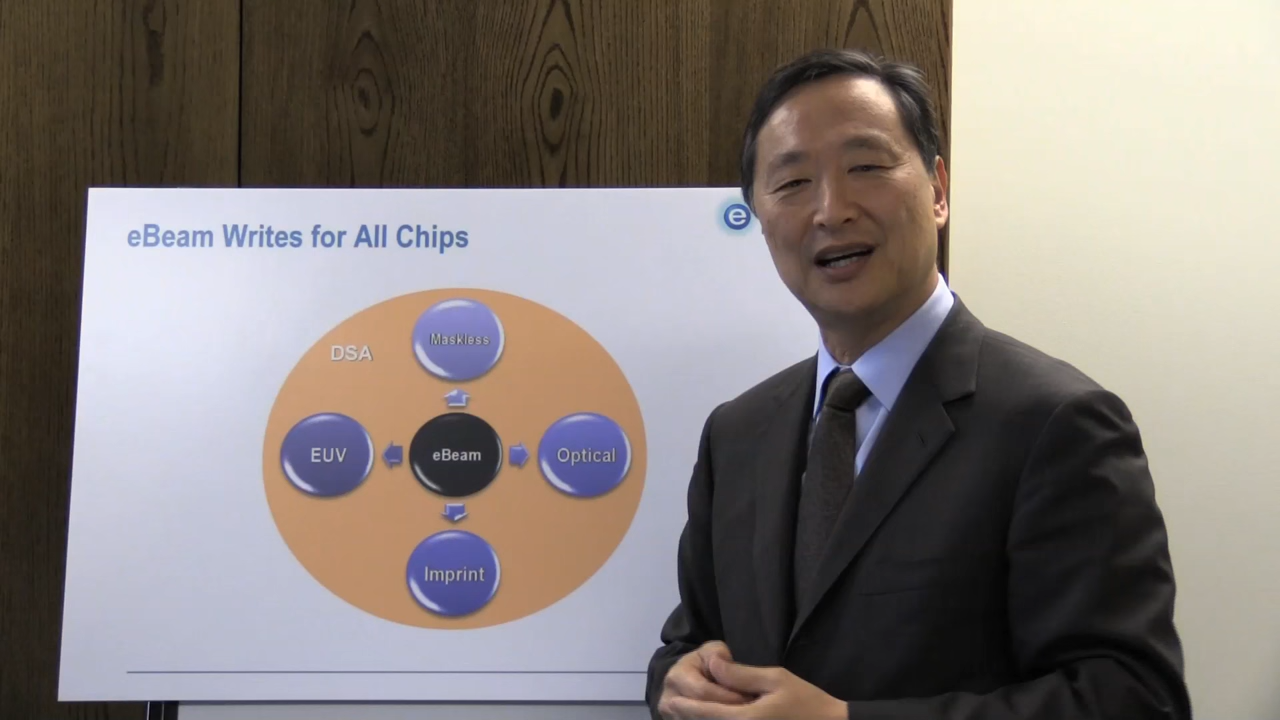 eBeam Writes for All Chips
e
DSA
Maskless
EUV
eBeam
Optical
Imprint